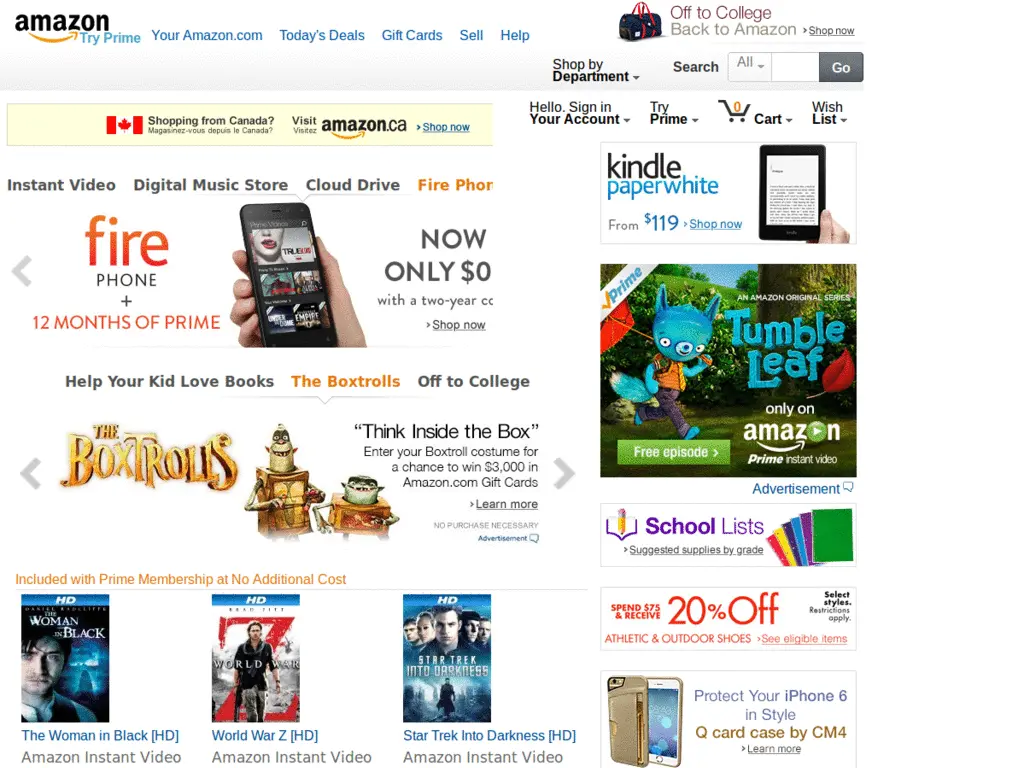 amazon
Try Prime
Your Amazon.com
Today's Deals
Gift Cards
Sell
Help
Off to College
Back to Amazon
Shop now
Shop by
Department
Search
All
Go
Shopping from Canada?
Magasinez-vous depuis le Canada?
Visit
Visitez
amazon.ca
Shop now
Hello. Sign in
Your Account
Try
Prime
0
Cart
Wish
List
Instant Video
Digital Music Store
Cloud Drive
Fire Phon
fire
PHONE
+
12 MONTHS OF PRIME
NOW
ONLY $0
with a two-year co
Shop now
kindle
paperwhite
From $119
Shop now
Prime
AN AMAZON ORIGINAL SERIES
Tumble
Leaf
only on
amazon
Prime instant video
Free episode
Advertisement
Help Your Kid Love Books
The Boxtrolls
Off to College
THE
BOXTROLLS
“Think Inside the Box”
Enter your Boxtroll costume for
a chance to win $3,000 in
Amazon.com Gift Cards
Learn more
NO PURCHASE NECESSARY
Advertisement
School Lists
Suggested supplies by grade
SPEND $75
& RECEIVE
20% Off
Select
styles.
Restrictions
apply.
ATHLETIC & OUTDOOR SHOES
See eligible items
Included with Prime Membership at No Additional Cost
HD
DANIEL RADCLIFFE
THE
WOMAN
IN BLACK
HD
BRAD PITT
WORLD WAR
Z
HD
STAR TREK
INTO DARKNESS
The Woman in Black [HD]
Amazon Instant Video
World War Z [HD]
Amazon Instant Video
Star Trek Into Darkness [HD]
Amazon Instant Video
Protect Your iPhone 6
in Style
Q card case by CM4
Learn more